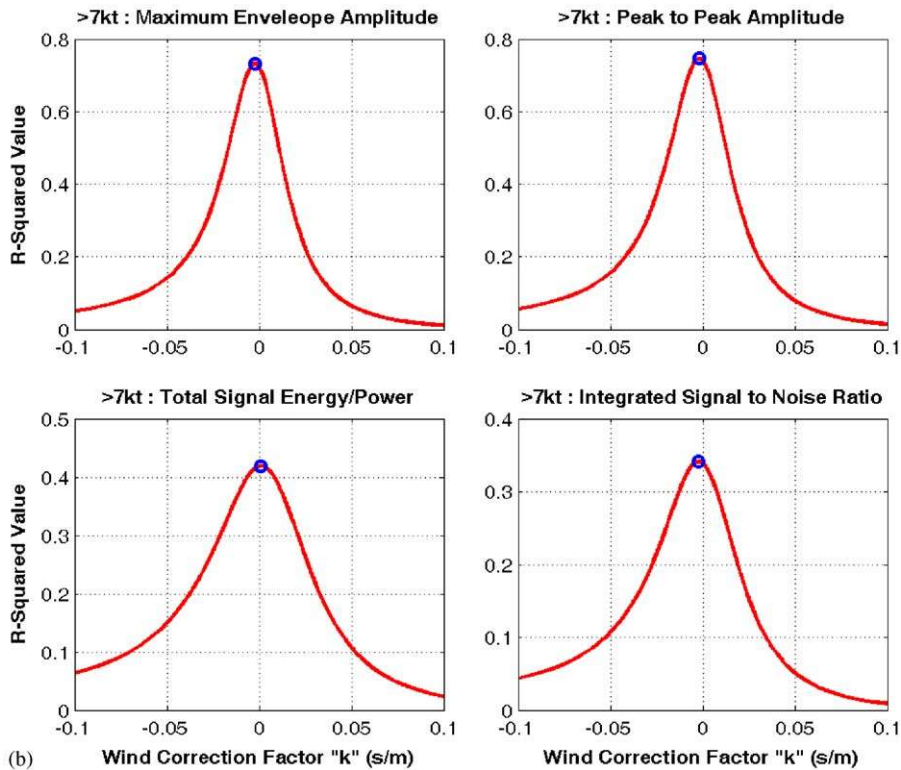 >7kt : Maximum Enveleope Amplitude
R-Squared Value
0.8
0.6
0.4
0.2
0
-0.1 -0.05 0 0.05 0.1
>7kt : Peak to Peak Amplitude
0.8
0.6
0.4
0.2
0
-0.1 -0.05 0 0.05 0.1
>7kt : Total Signal Energy/Power
R-Squared Value
0.5
0.4
0.3
0.2
0.1
0
-0.1 -0.05 0 0.05 0.1
(b) Wind Correction Factor "k" (s/m)
>7kt : Integrated Signal to Noise Ratio
0.4
0.3
0.2
0.1
0
-0.1 -0.05 0 0.05 0.1
Wind Correction Factor "k" (s/m)